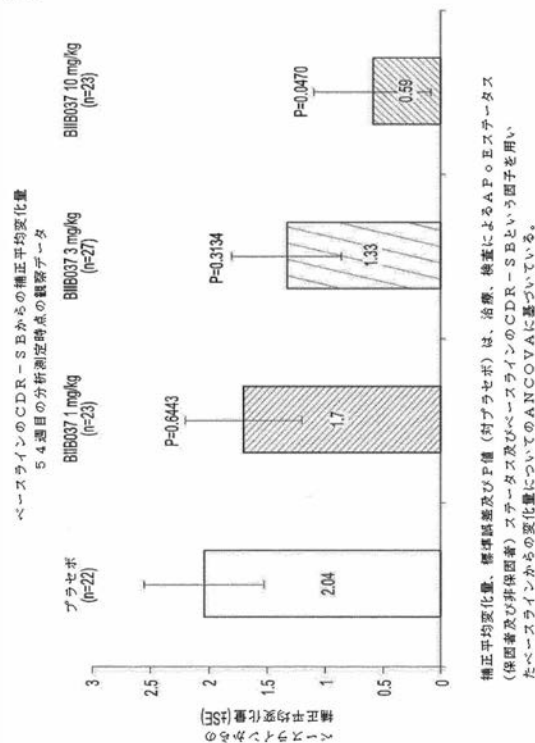 ベースラインのCDR-SBからの補正平均変化量
54週目の分析測定時点の観察データ
プラセボ
(n=22)
BIIB037 1 mg/kg
(n=23)
BIIB037 3 mg/kg
(n=27)
BIIB037 10 mg/kg
(n=23)
P=0.6443
P=0.3134
P=0.0470
2.04
1.7
1.33
0.59
3
2.5
2
1.5
1
0.5
0
ベースラインからの
補正平均変化量 (±SE)
補正平均変化量、標準誤差及びP値(対プラセボ)は、治療、検査によるAPoEステータス
(保因者及び非保因者)ステータス及びベースラインのCDR-SBという因子を用い
たベースラインからの変化量についてのANCOVAに基づいている。